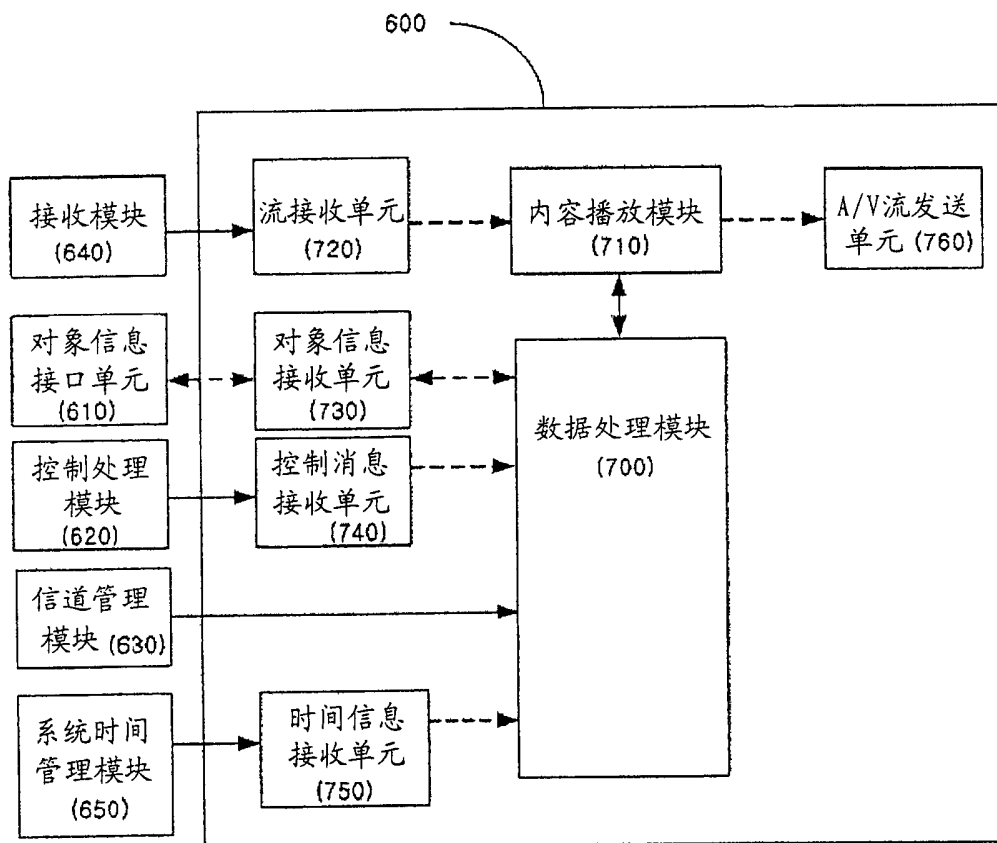 600
接收模块
(640)
流接收单元
(720)
内容播放模块
(710)
A/V流发送
单元(760)
对象信息
接口单元
(610)
对象信息
接收单元
(730)
数据处理模块
(700)
控制处理
模块
(620)
控制消息
接收单元
(740)
信道管理
模块(630)
系统时间
管理模块
(650)
时间信息
接收单元
(750)